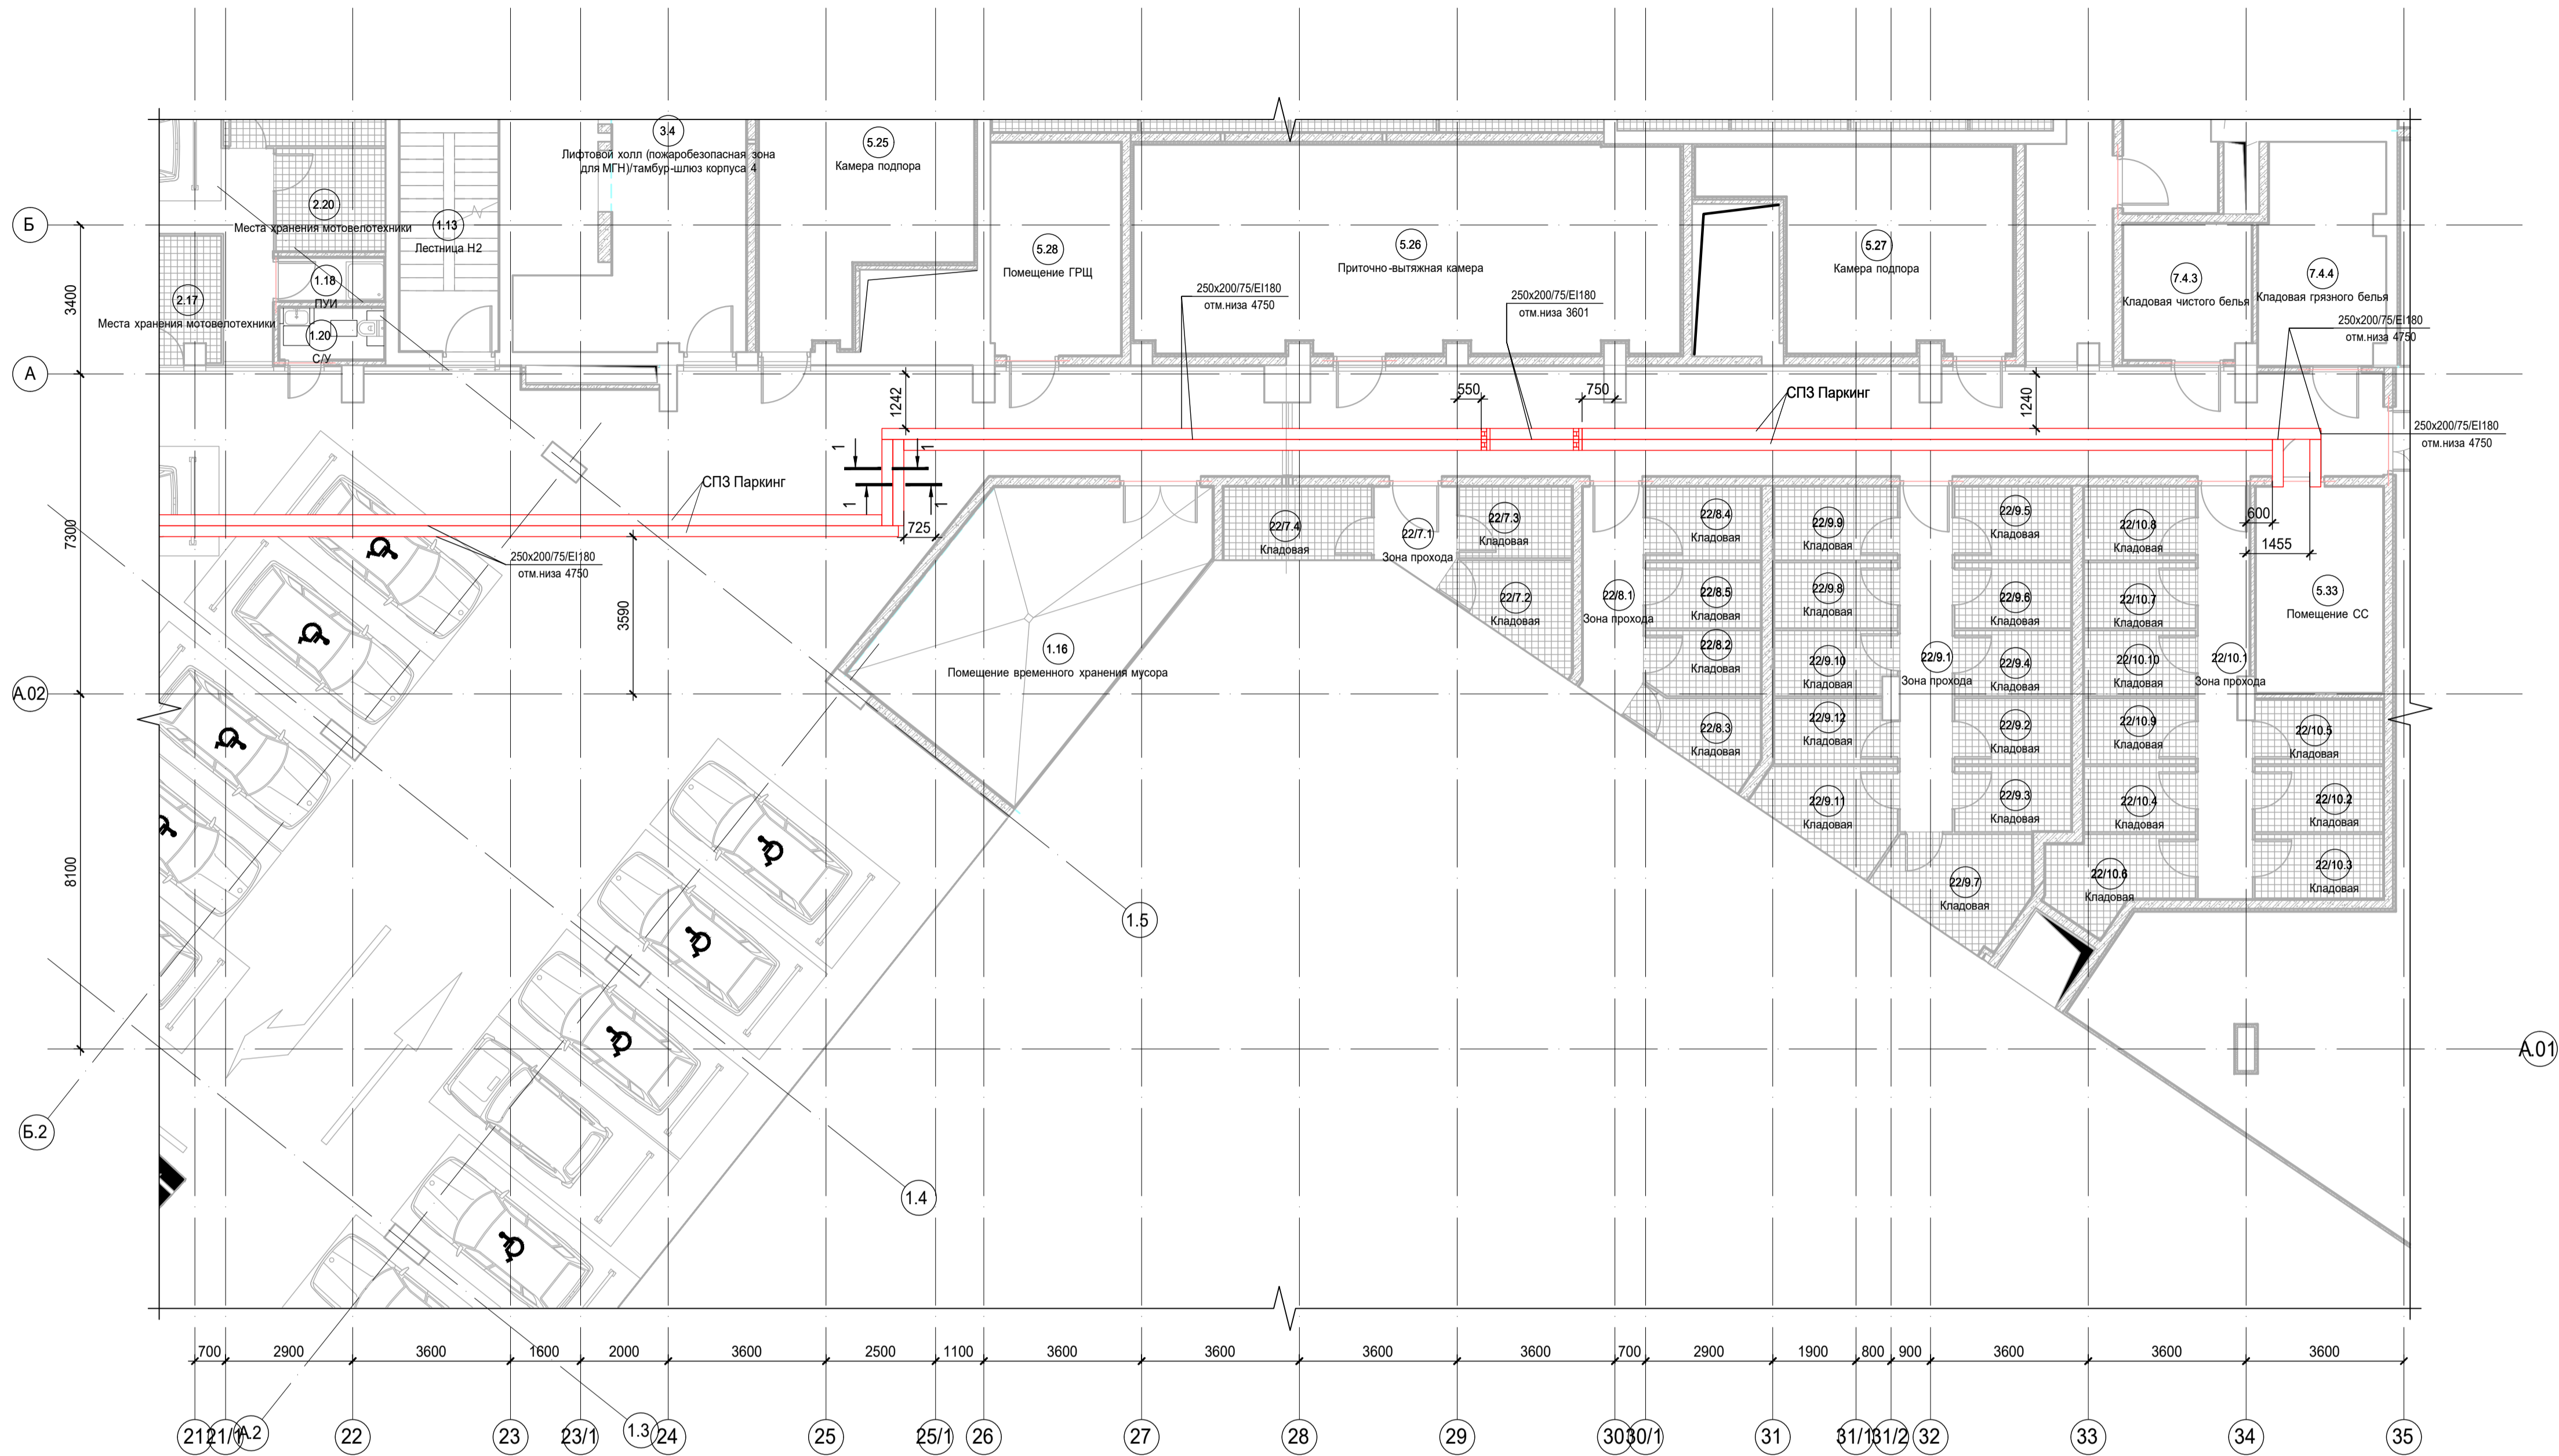 3.4
Лифтовой холл (пожаробезопасная зона
для МГН)/тамбур-шлюз корпуса 4
5.25
Камера подпора
2.20
Места хранения мотовелотехники
1.13
Лестница Н2
5.28
Помещение ГРЩ
5.26
Приточно-вытяжная камера
5.27
Камера подпора
7.4.3
Кладовая чистого белья
7.4.4
Кладовая грязного белья
Б
3400
2.17
Места хранения мотовелотехники
1.18
ПУИ
1.20
С/У
250х200/75/EI180
отм.низа 4750
250х200/75/EI180
отм.низа 3601
250х200/75/EI180
отм.низа 4750
250х200/75/EI180
отм.низа 4750
А
1242
550
750
СПЗ Паркинг
1240
1
1
1
1
СПЗ Паркинг
725
7300
250х200/75/EI180
отм.низа 4750
3590
600
1455
22/7.4
Кладовая
22/7.1
Зона прохода
22/7.3
Кладовая
22/7.2
Кладовая
22/8.1
Зона прохода
22/8.4
Кладовая
22/8.5
Кладовая
22/8.2
Кладовая
22/8.3
Кладовая
22/9.9
Кладовая
22/9.8
Кладовая
22/9.10
Кладовая
22/9.12
Кладовая
22/9.11
Кладовая
22/9.1
Зона прохода
22/9.5
Кладовая
22/9.6
Кладовая
22/9.4
Кладовая
22/9.2
Кладовая
22/9.3
Кладовая
22/9.7
Кладовая
22/10.8
Кладовая
22/10.7
Кладовая
22/10.10
Кладовая
22/10.9
Кладовая
22/10.4
Кладовая
22/10.6
Кладовая
22/10.1
Зона прохода
5.33
Помещение СС
22/10.5
Кладовая
22/10.2
Кладовая
22/10.3
Кладовая
1.16
Помещение временного хранения мусора
А.02
8100
1.5
А.01
Б.2
1.4
700
2900
3600
1600
2000
3600
2500
1100
3600
3600
3600
3600
700
2900
1900
800
900
3600
3600
3600
21
21/1
А.2
22
23
23/1
1.3
24
25
25/1
26
27
28
29
30
30/1
31
31/1
31/2
32
33
34
35